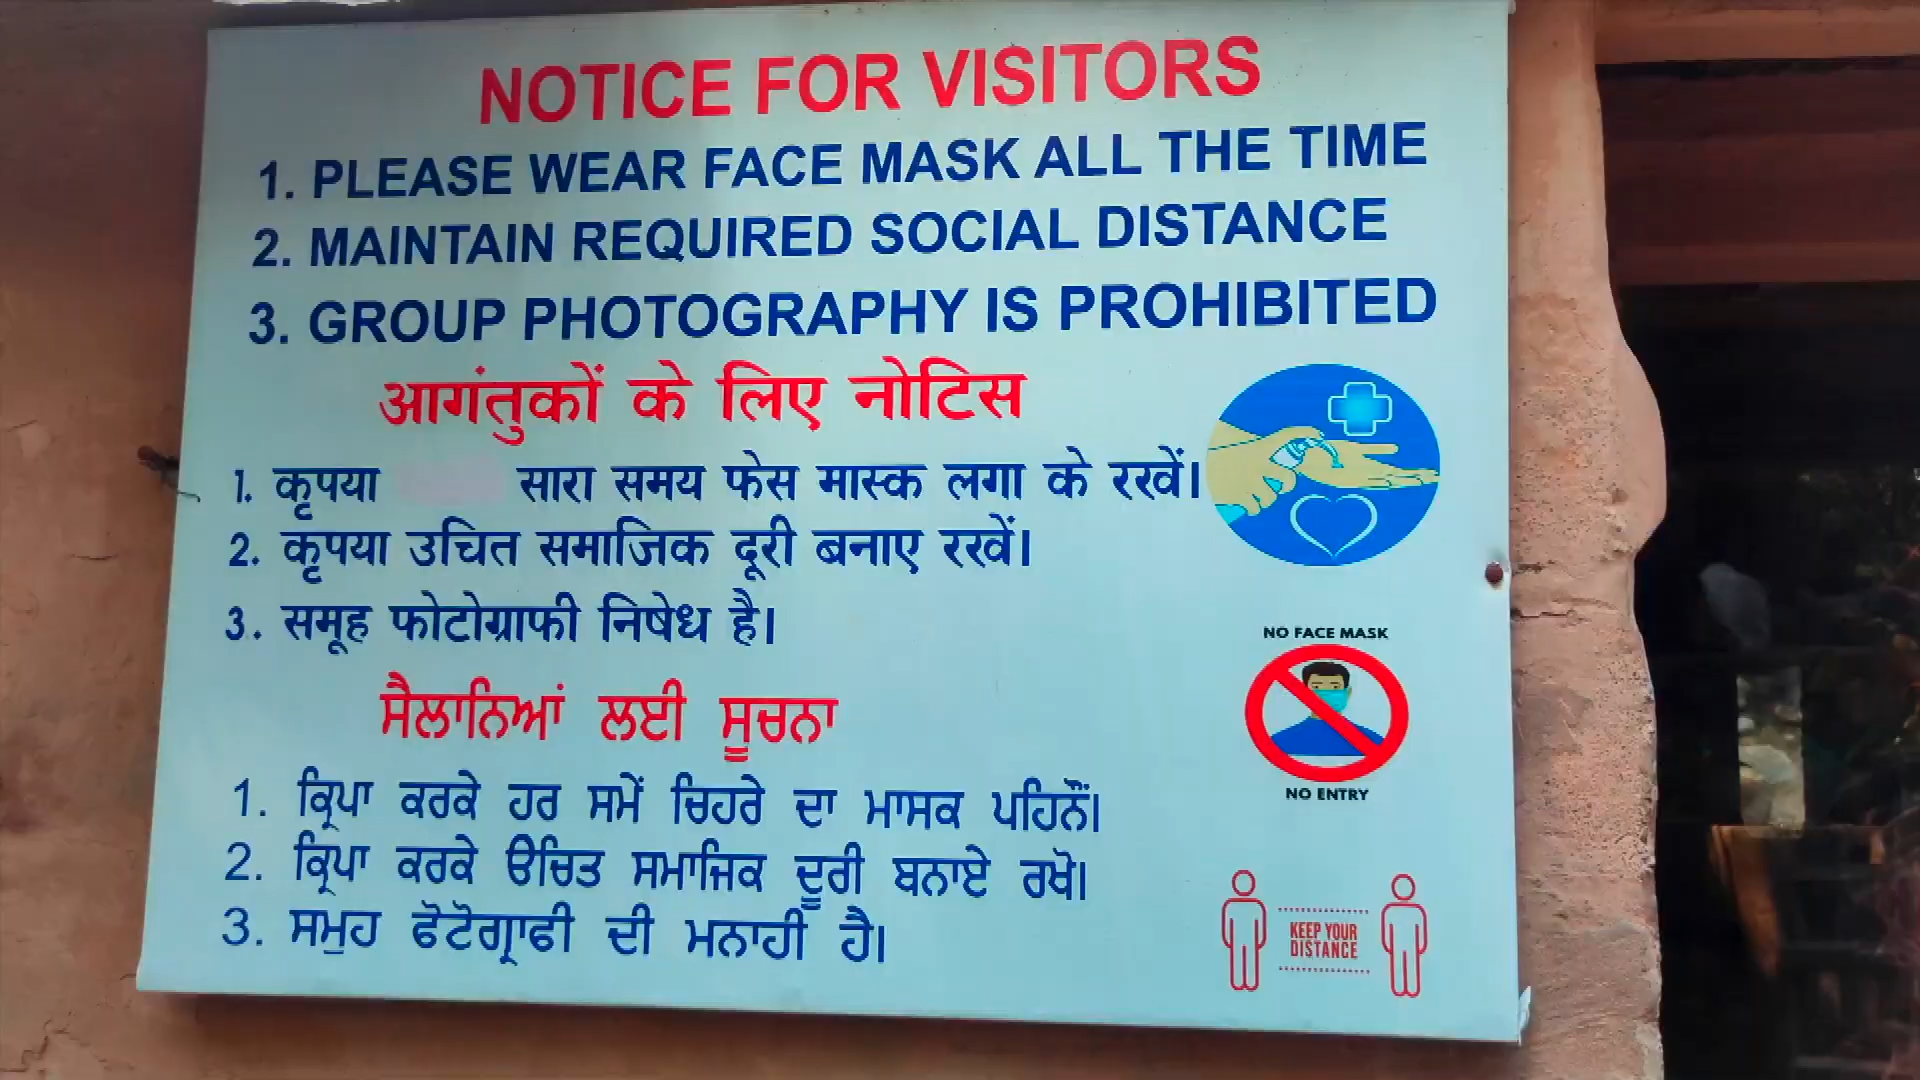 NOTICE FOR VISITORS
1. PLEASE WEAR FACE MASK ALL THE TIME
2. MAINTAIN REQUIRED SOCIAL DISTANCE
3. GROUP PHOTOGRAPHY IS PROHIBITED
आगंतुकों के लिए नोटिस
1. कृपया सारा समय फेस मास्क लगा के रखें।
2. कृपया उचित समाजिक दूरी बनाए रखें।
3. समूह फोटोग्राफी निषेध है।
NO FACE MASK
NO ENTRY
ਸੈਲਾਨਿਆਂ ਲਈ ਸੂਚਨਾ
1. ਕ੍ਰਿਪਾ ਕਰਕੇ ਹਰ ਸਮੇਂ ਚਿਹਰੇ ਦਾ ਮਾਸਕ ਪਹਿਨੌਂ।
2. ਕ੍ਰਿਪਾ ਕਰਕੇ ਉਚਿਤ ਸਮਾਜਿਕ ਦੂਰੀ ਬਨਾਏ ਰਖੋ।
3. ਸਮੁਹ ਫੋਟੋਗ੍ਰਾਫੀ ਦੀ ਮਨਾਹੀ ਹੈ।
KEEP YOUR
DISTANCE